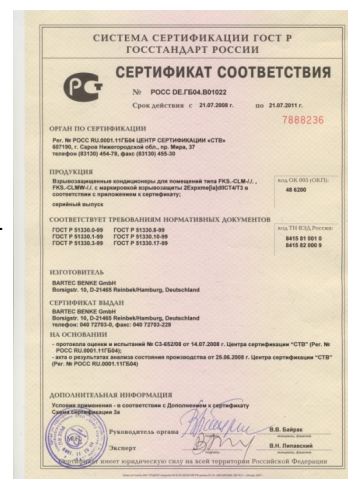 СИСТЕМА СЕРТИФИКАЦИИ ГОСТ Р
ГОССТАНДАРТ РОССИИ
СЕРТИФИКАТ СООТВЕТСТВИЯ
№ РОСС DE.ГБ04.В01022
Срок действия с 21.07.2008 г. по 21.07.2011 г.
7888236
ОРГАН ПО СЕРТИФИКАЦИИ
Рег. № РОСС RU.0001.11ГБ04 ЦЕНТР СЕРТИФИКАЦИИ «СТВ»
607190, г. Саров Нижегородской обл., пр. Мира, 37
телефон (83130) 454-78, факс (83130) 455-30
ПРОДУКЦИЯ
Взрывозащищенные кондиционеры для помещений типа FKS.-CLM-/./. ,
FKS.-CLMW-/./. с маркировкой взрывозащиты 2Expxme[ia]dIICT4/T3 в
соответствии с приложением к сертификату;
серийный выпуск
код ОК 005 (ОКП):
48 6200
СООТВЕТСТВУЕТ ТРЕБОВАНИЯМ НОРМАТИВНЫХ ДОКУМЕНТОВ
ГОСТ Р 51330.0-99 ГОСТ Р 51330.8-99
ГОСТ Р 51330.1-99 ГОСТ Р 51330.10-99
ГОСТ Р 51330.3-99 ГОСТ Р 51330.17-99
код ТН ВЭД России:
8415 81 001 0
8415 82 000 9
ИЗГОТОВИТЕЛЬ
BARTEC BENKE GmbH
Borsigstr. 10, D-21465 Reinbek/Hamburg, Deutschland
СЕРТИФИКАТ ВЫДАН
BARTEC BENKE GmbH
Borsigstr. 10, D-21465 Reinbek/Hamburg, Deutschland
телефон: 040 72703-0, факс: 040 72703-228
НА ОСНОВАНИИ
- протокола оценки и испытаний № СЗ-652/08 от 14.07.2008 г. Центра сертификации "СТВ" (Рег. №
РОСС RU.0001.11ГБ04);
- акта о результатах анализа состояния производства от 25.06.2008 г. Центра сертификации "СТВ"
(Рег. № РОСС RU.0001.11ГБ04)
ДОПОЛНИТЕЛЬНАЯ ИНФОРМАЦИЯ
Условия применения - в соответствии с Дополнением к сертификату
Схема сертификации 3а
Руководитель органа В.В. Байрак
Эксперт В.Н. Липавский
Сертификат имеет юридическую силу на всей территории Российской Федерации